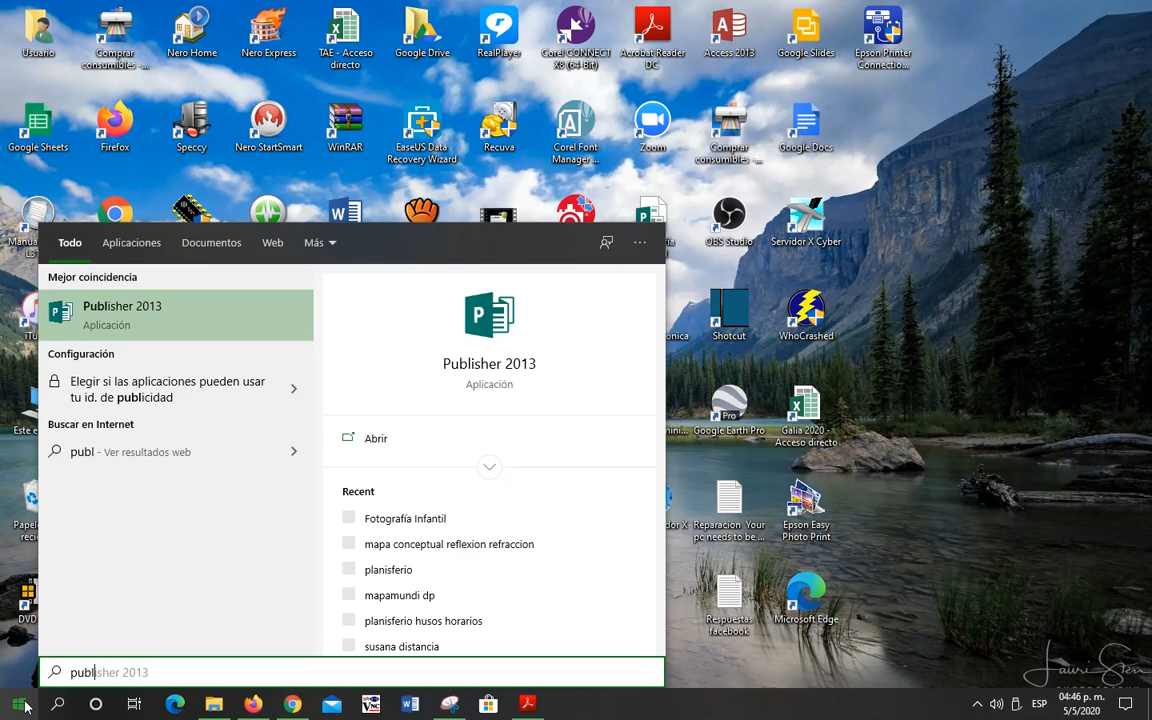 Usuario
Comprar
consumibles -...
Nero Home
Nero Express
TAE - Acceso
directo
Google Drive
RealPlayer
Corel CONNECT
X8 (64-Bit)
Acrobat Reader
DC
Access 2013
Google Slides
Epson Printer
Connectio...
Google Sheets
Firefox
Speccy
Nero StartSmart
WinRAR
EaseUS Data
Recovery Wizard
Recuva
Corel Font
Manager ...
Zoom
Comprar
consumibles -...
Google Docs
OBS Studio
Servidor X Cyber
Todo
Aplicaciones
Documentos
Web
Más
Mejor coincidencia
Publisher 2013
Aplicación
Configuración
Elegir si las aplicaciones pueden usar
tu id. de publicidad
Buscar en Internet
publ - Ver resultados web
Publisher 2013
Aplicación
Abrir
Recent
Fotografía Infantil
mapa conceptual reflexion refraccion
planisferio
mapamundi dp
planisferio husos horarios
susana distancia
Shotcut
WhoCrashed
Pro
Google Earth Pro
Galia 2020 -
Acceso directo
Reparacion Your
pc needs to be ...
Epson Easy
Photo Print
Respuestas
facebook
Microsoft Edge
DVD
publisher 2013
ESP
04:46 p. m.
5/5/2020